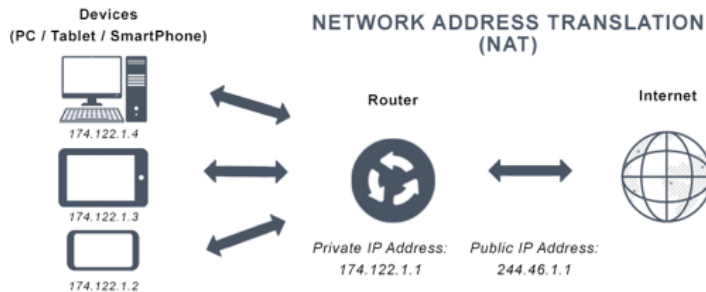 Devices
(PC / Tablet / SmartPhone)
NETWORK ADDRESS TRANSLATION
(NAT)
Router
Internet
174.122.1.4
174.122.1.3
174.122.1.2
Private IP Address:
174.122.1.1
Public IP Address:
244.46.1.1